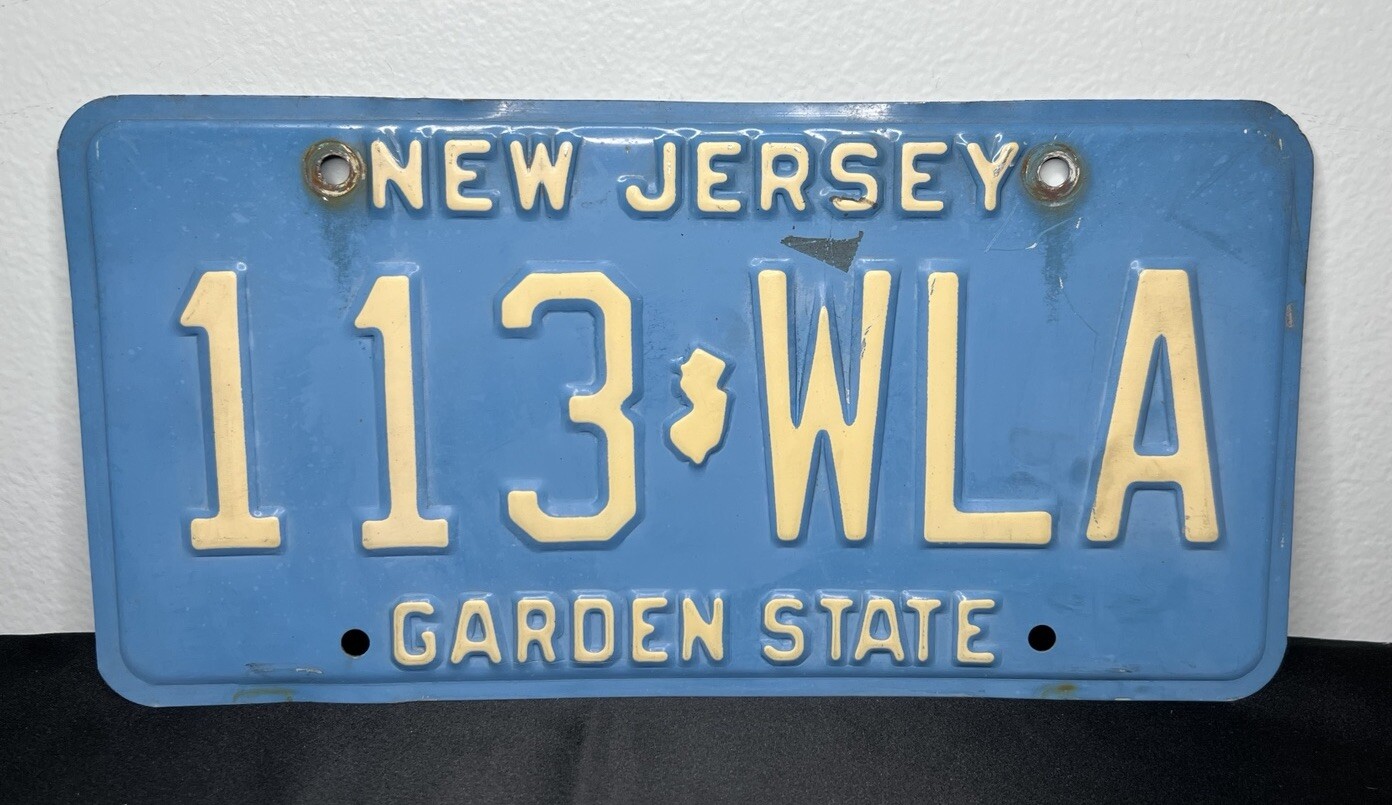 NEW JERSEY
113 WLA
GARDEN STATE